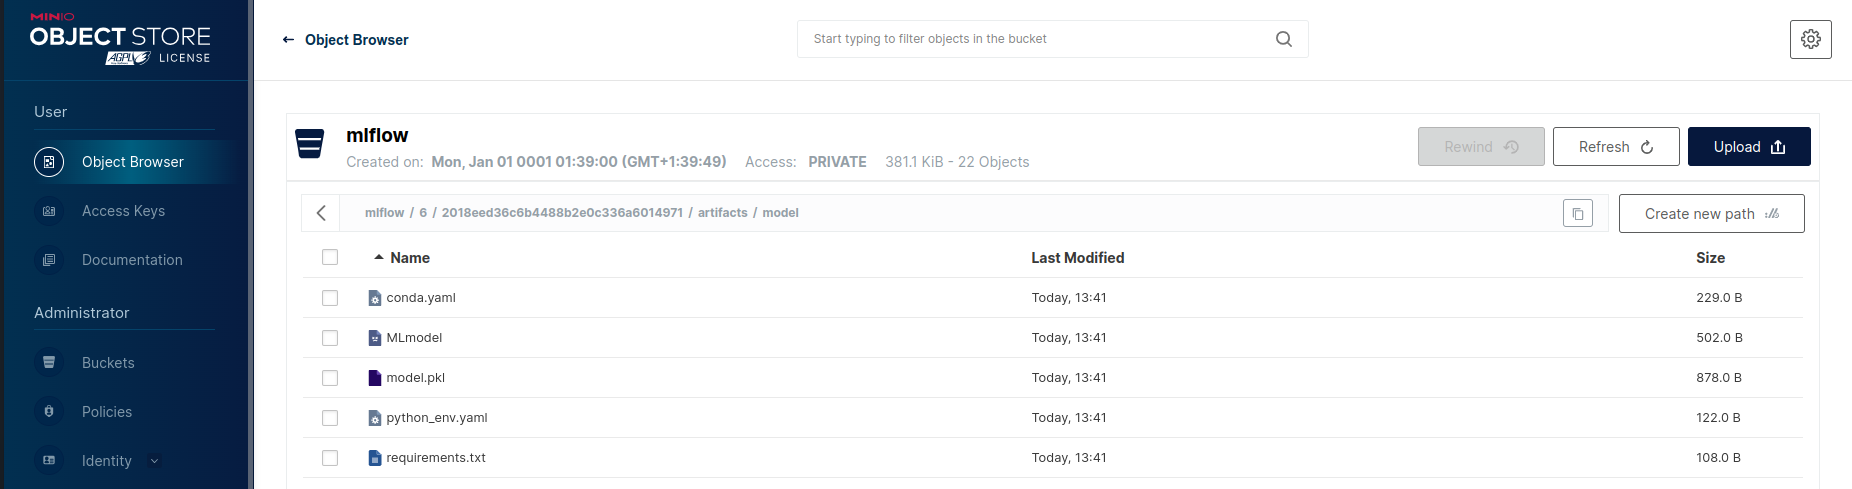 MINIO
OBJECT STORE
AGPL LICENSE
User
Object Browser
Access Keys
Documentation
Administrator
Buckets
Policies
Identity
← Object Browser
Start typing to filter objects in the bucket
mlflow
Created on: Mon, Jan 01 0001 01:39:00 (GMT+1:39:49) Access: PRIVATE 381.1 KiB - 22 Objects
Rewind
Refresh
Upload
mlflow / 6 / 2018eed36c6b4488b2e0c336a6014971 / artifacts / model
Create new path
Name Last Modified Size
conda.yaml Today, 13:41 229.0 B
MLmodel Today, 13:41 502.0 B
model.pkl Today, 13:41 878.0 B
python_env.yaml Today, 13:41 122.0 B
requirements.txt Today, 13:41 108.0 B